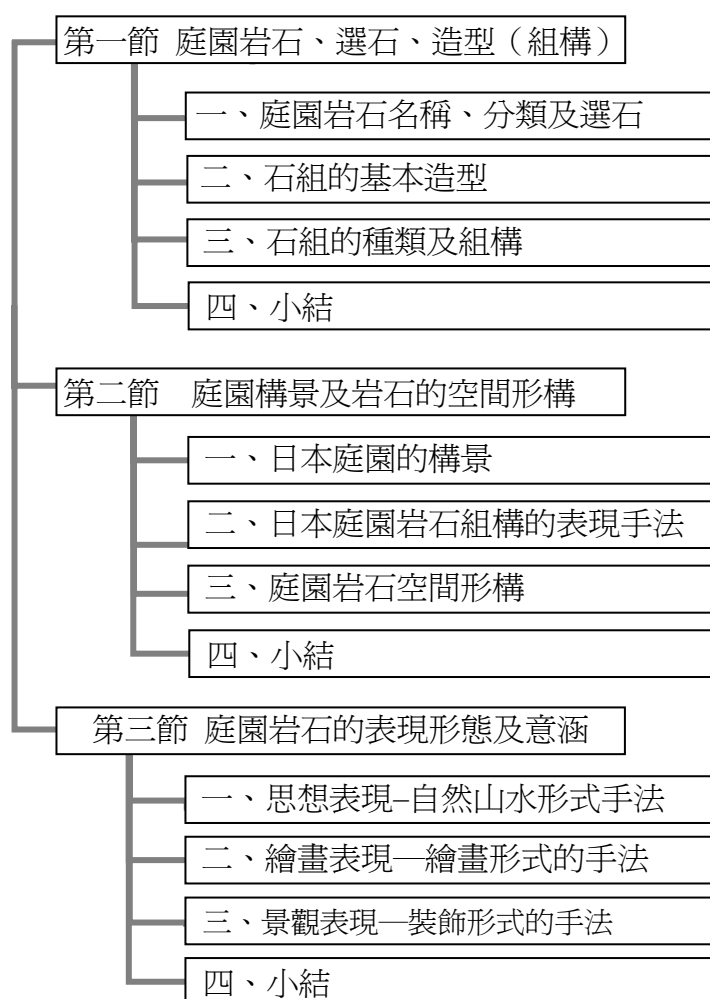 第一節 庭園岩石、選石、造型（組構）
一、庭園岩石名稱、分類及選石
二、石組的基本造型
三、石組的種類及組構
四、小結
第二節 庭園構景及岩石的空間形構
一、日本庭園的構景
二、日本庭園岩石組構的表現手法
三、庭園岩石空間形構
四、小結
第三節 庭園岩石的表現形態及意涵
一、思想表現–自然山水形式手法
二、繪畫表現—繪畫形式的手法
三、景觀表現—裝飾形式的手法
四、小結